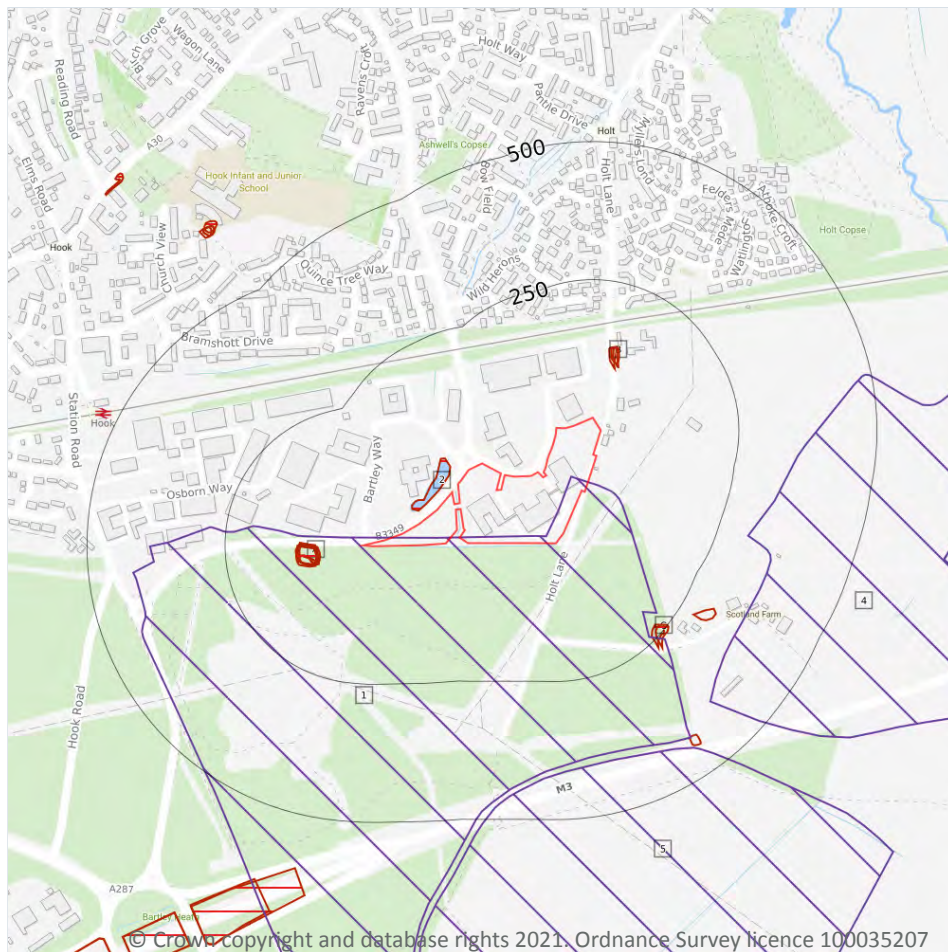 Birch Grove
Wagon Lane
Reading Road
A30
Elms Road
Hook
Ravens Croft
Holt Way
Pantile Drive
Ashwell's Copse
Bow Field
500
Holt
Holt Lane
Felders Mede
Watlington
Athoke Croft
Holt Copse
Hook Infant and Junior
School
Church View
Quince Tree Way
Wild Herons
250
Bramshott Drive
Hook
Station Road
Osborn Way
Bartley Way
2
B3349
Holt Lane
Scotland Farm
4
1
Hook Road
M3
5
A287
Bartley Heath
© Crown copyright and database rights 2021. Ordnance Survey licence 100035207